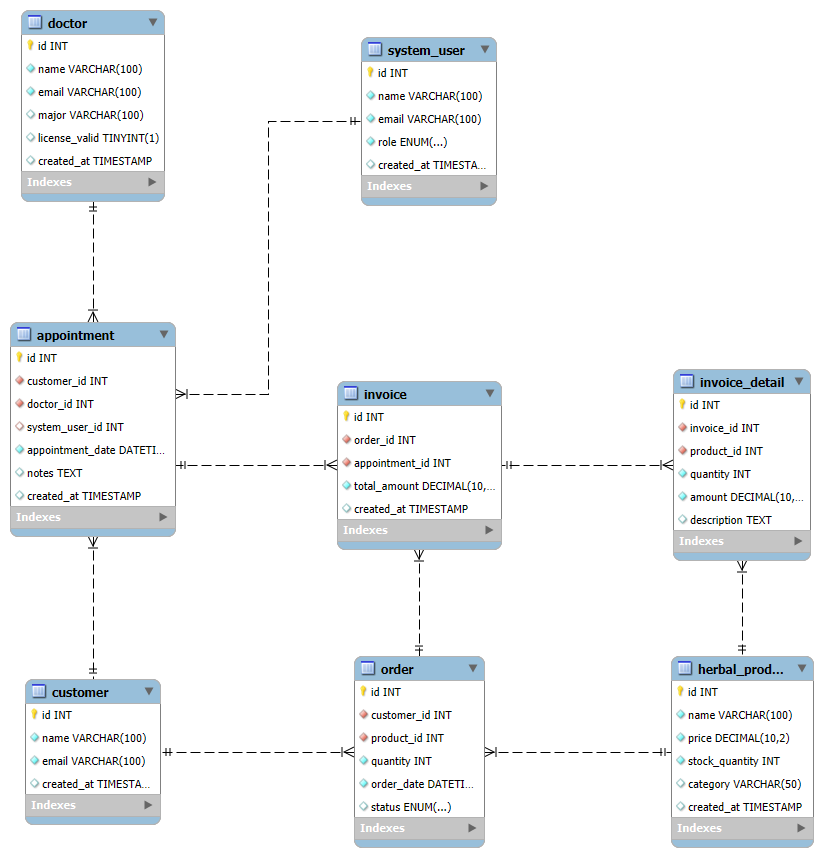 doctor
id INT
name VARCHAR(100)
email VARCHAR(100)
major VARCHAR(100)
license_valid TINYINT(1)
created_at TIMESTAMP
Indexes
system_user
id INT
name VARCHAR(100)
email VARCHAR(100)
role ENUM(...)
created_at TIMESTA...
Indexes
appointment
id INT
customer_id INT
doctor_id INT
system_user_id INT
appointment_date DATETI...
notes TEXT
created_at TIMESTAMP
Indexes
invoice
id INT
order_id INT
appointment_id INT
total_amount DECIMAL(10,...
created_at TIMESTAMP
Indexes
invoice_detail
id INT
invoice_id INT
product_id INT
quantity INT
amount DECIMAL(10,...
description TEXT
Indexes
customer
id INT
name VARCHAR(100)
email VARCHAR(100)
created_at TIMESTA...
Indexes
order
id INT
customer_id INT
product_id INT
quantity INT
order_date DATETI...
status ENUM(...)
Indexes
herbal_prod...
id INT
name VARCHAR(100)
price DECIMAL(10,2)
stock_quantity INT
category VARCHAR(50)
created_at TIMESTAMP
Indexes